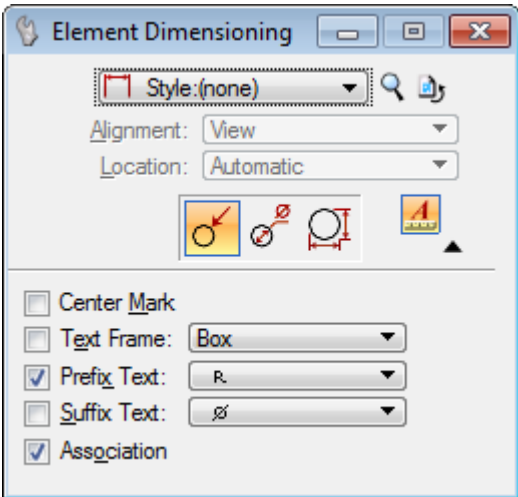 Element Dimensioning
Style:(none)
Alignment: View
Location: Automatic
A
Center Mark
Text Frame: Box
Prefix Text: R
Suffix Text: Ø
Association